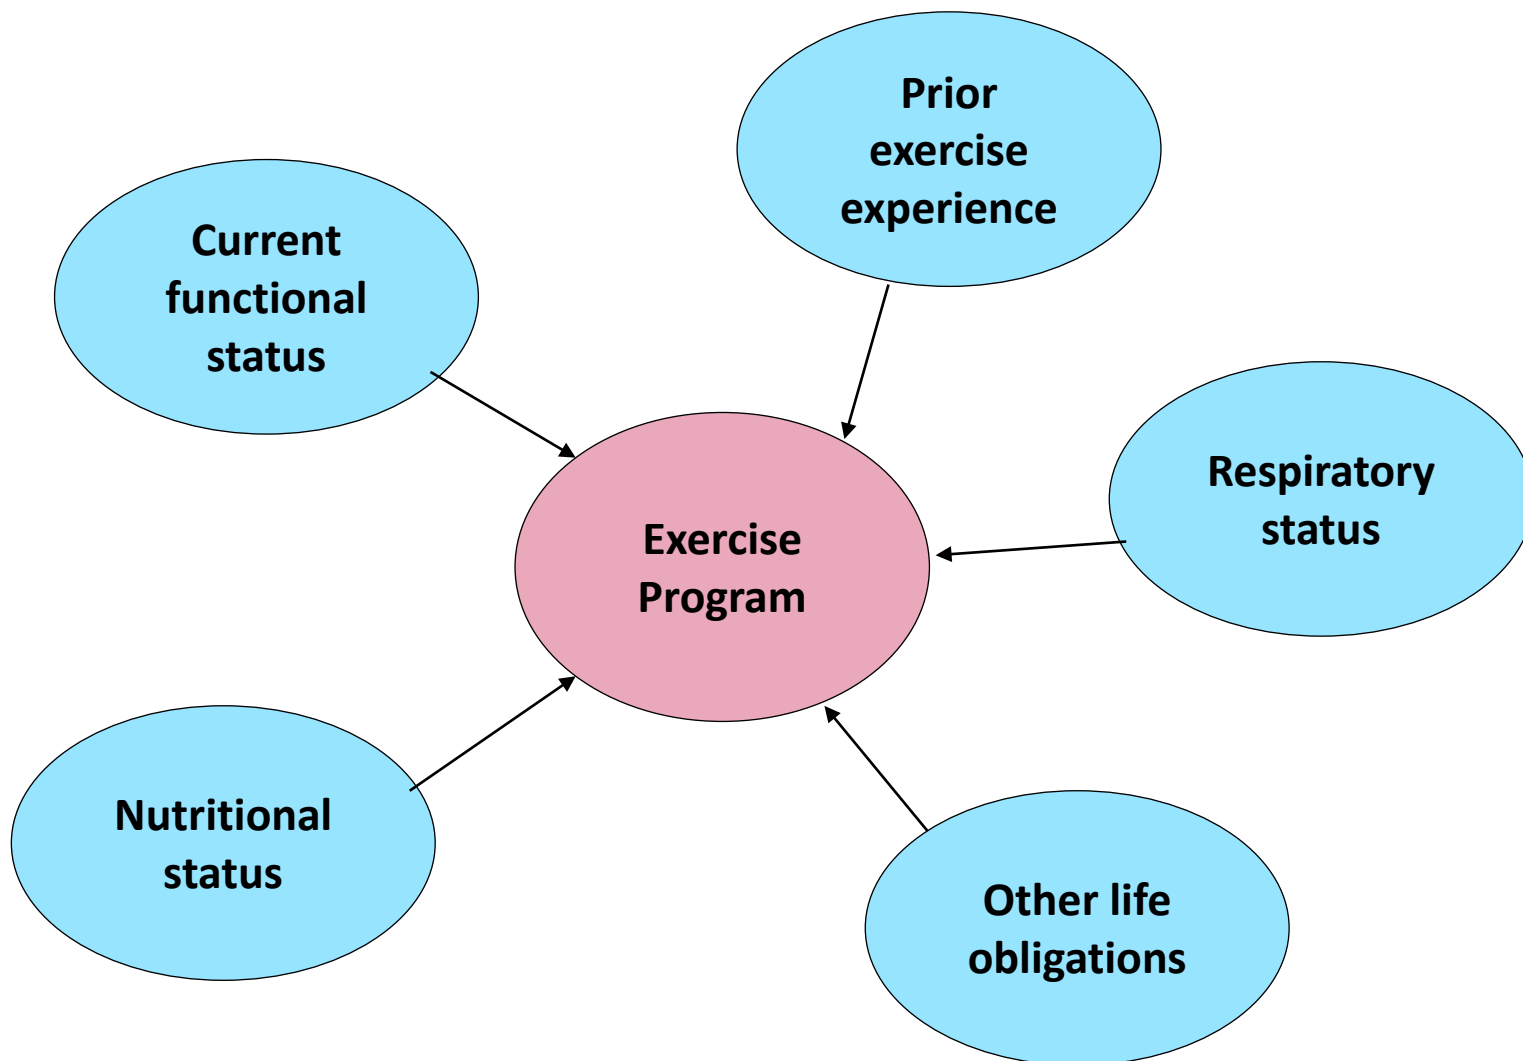 Prior
exercise
experience
Current
functional
status
Respiratory
status
Exercise
Program
Nutritional
status
Other life
obligations